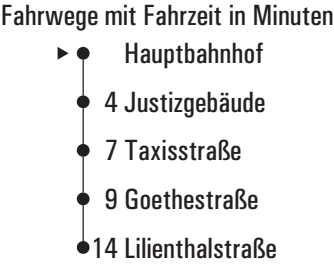 Fahrwege mit Fahrzeit in Minuten
Hauptbahnhof
4 Justizgebäude
7 Taxisstraße
9 Goethestraße
14 Lilienthalstraße